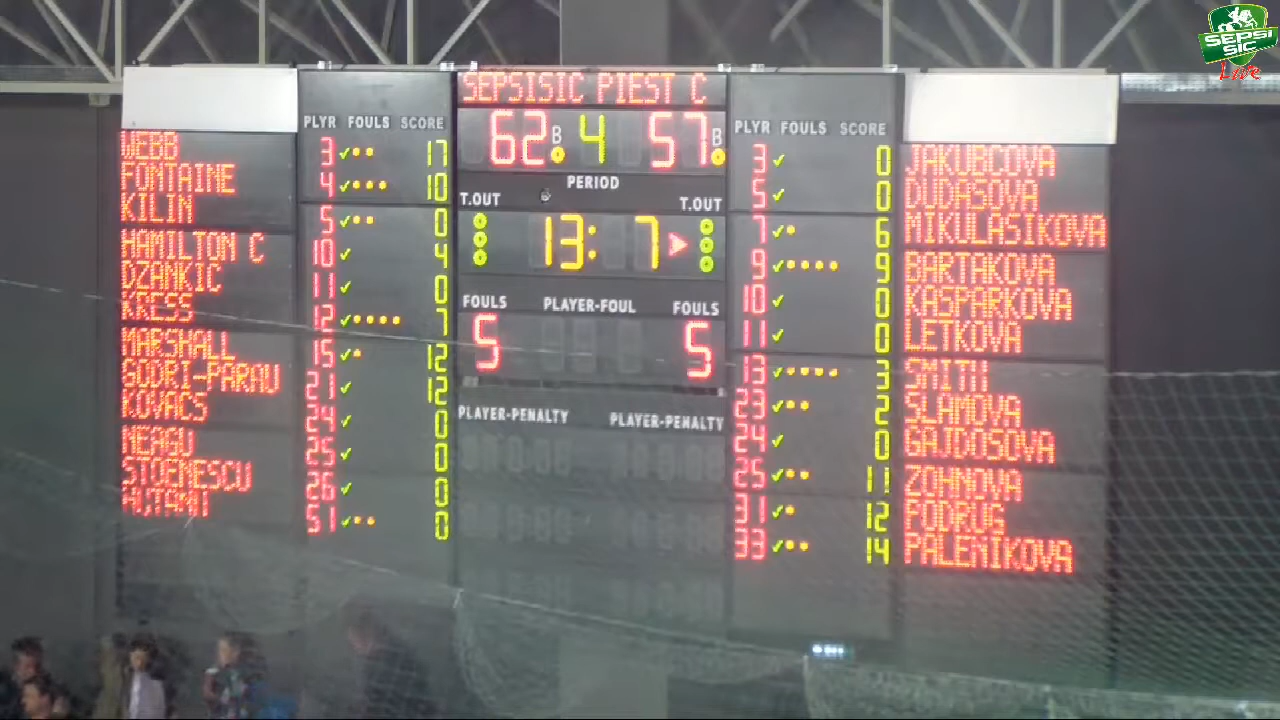 SEPSI
SIC
Live
SEPSISIC PIEST C
62 B 4 57 B
PERIOD
T.OUT T.OUT
13: 7
FOULS PLAYER-FOUL FOULS
5 5
PLAYER-PENALTY PLAYER-PENALTY
PLYR FOULS SCORE
WEBB 3 17
FONTAINE 4 10
KILIN 5 0
HAMILTON C 10 4
DZANKIC 11 0
KRESS 12 7
MARSHALL 15 12
GODRI-PARAU 21 12
KOVACS 24 0
NEAGU 25 0
STOENESCU 26 0
51 0
PLYR FOULS SCORE
3 0 JAKUBCOVA
5 0 DUDASOVA
7 6 MIKULASIKOVA
9 9 BARTAKOVA
10 0 KASPARKOVA
11 0 LETKOVA
13 3 SMITH
23 2 SLAMOVA
24 0 GAJDOSOVA
25 11 ZOHNOVA
31 12 PODRUG
33 14 PALENIKOVA